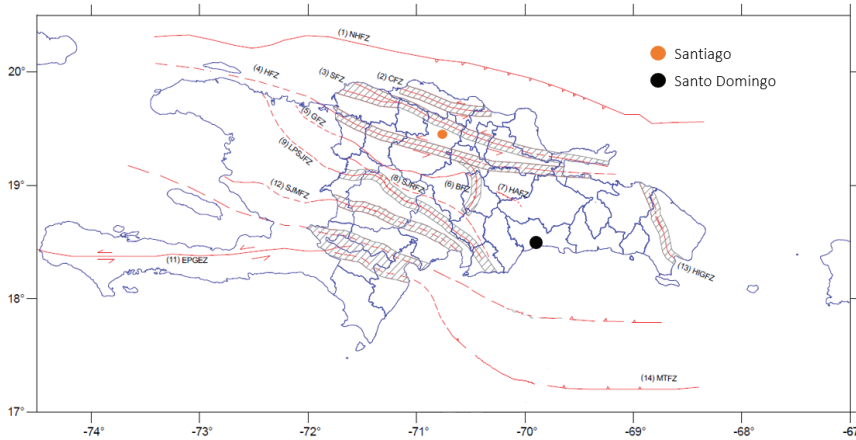 (1) NHFZ
Santiago
Santo Domingo
20°
(4) HFZ
(3) SFZ
(2) CFZ
(5) GFZ
(9) LPSJFZ
19°
(12) SJMFZ
(8) SJRFZ
(6) BFZ
(7) HAFZ
(11) EPGEZ
(13) HIGFZ
18°
(14) MTFZ
17°
-74°
-73°
-72°
-71°
-70°
-69°
-68°
-67